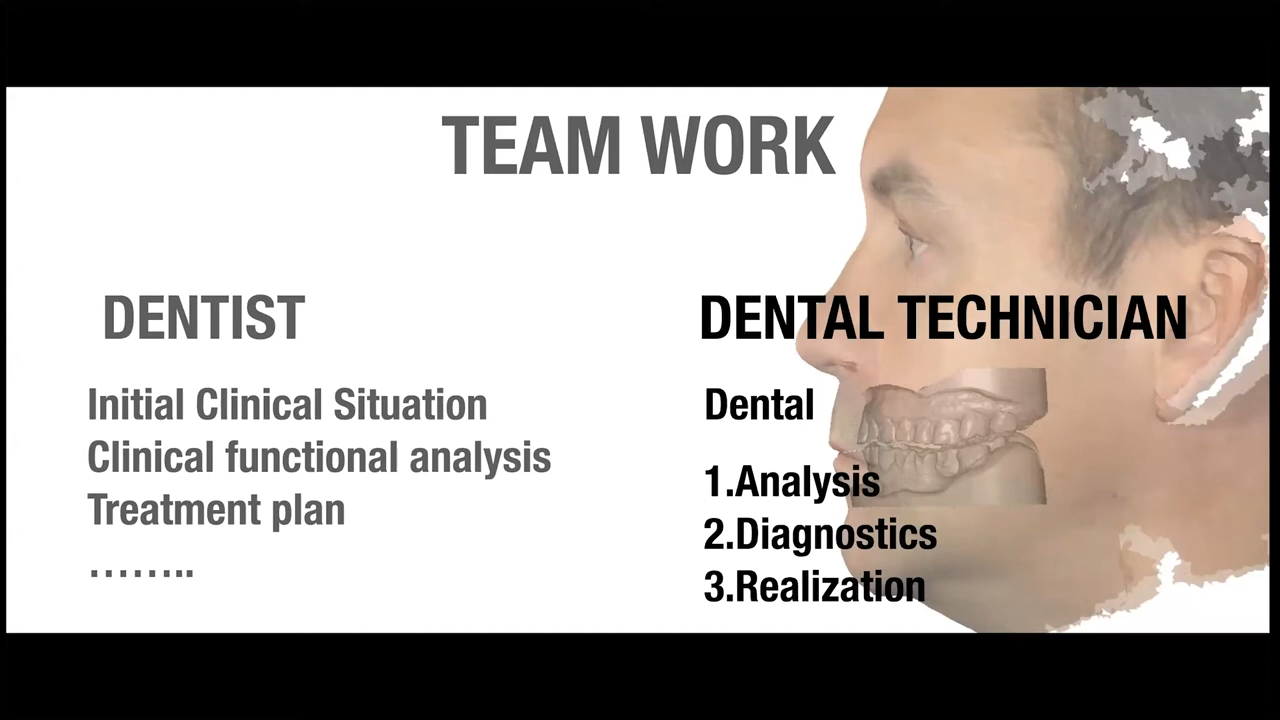 TEAM WORK
DENTIST
Initial Clinical Situation
Clinical functional analysis
Treatment plan
……..
DENTAL TECHNICIAN
Dental
1.Analysis
2.Diagnostics
3.Realization